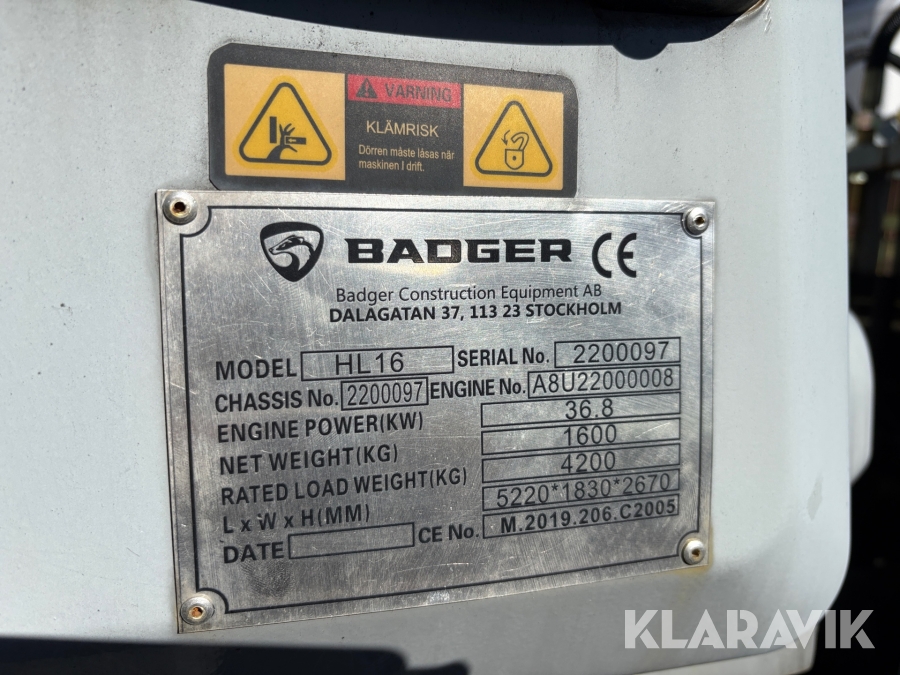 VARNING
KLÄMRISK
Dörren måste låsas när
maskinen I drift.
BADGER CE
Badger Construction Equipment AB
DALAGATAN 37, 113 23 STOCKHOLM
MODEL HL16 SERIAL No. 2200097
CHASSIS No. 2200097 ENGINE No. A8U22000008
ENGINE POWER(KW) 36.8
NET WEIGHT(KG) 1600
RATED LOAD WEIGHT(KG) 4200
L x W x H(MM) 5220*1830*2670
DATE CE No. M.2019.206.C2005
KLARAVIK